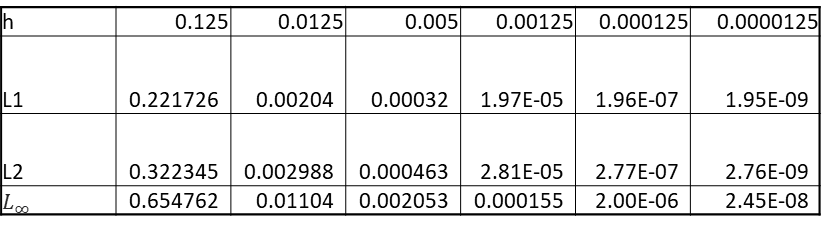 h 0.125 0.0125 0.005 0.00125 0.000125 0.0000125
L1 0.221726 0.00204 0.00032 1.97E-05 1.96E-07 1.95E-09
L2 0.322345 0.002988 0.000463 2.81E-05 2.77E-07 2.76E-09
L∞ 0.654762 0.01104 0.002053 0.000155 2.00E-06 2.45E-08